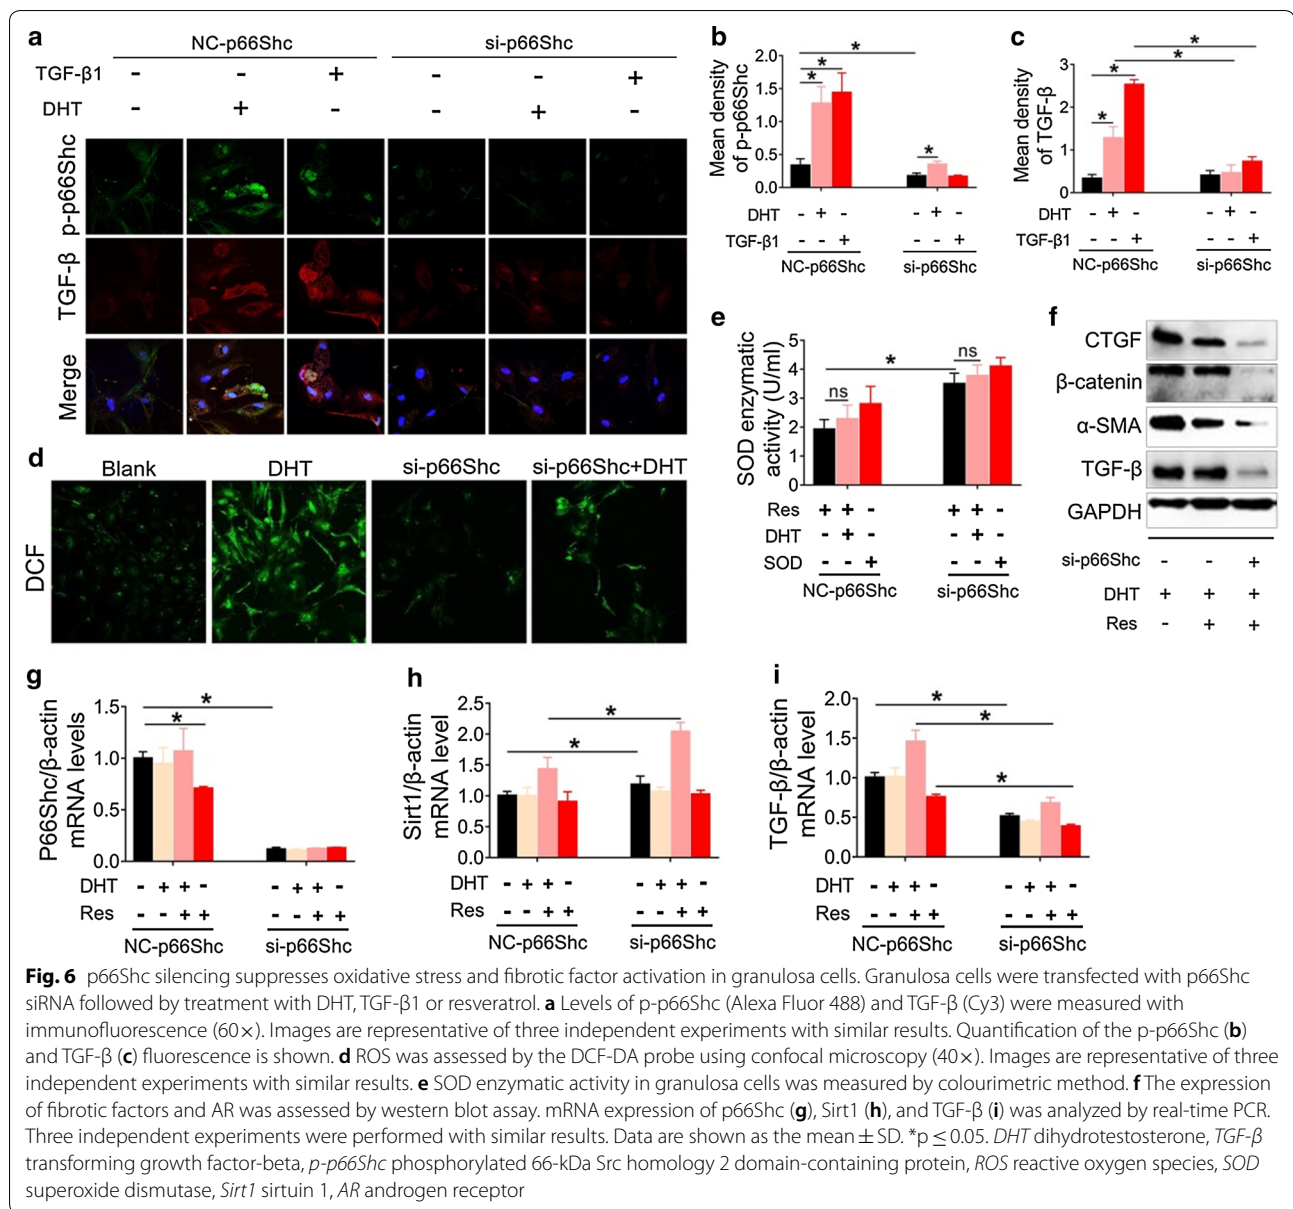 a
NC-p66Shc si-p66Shc
TGF-β1 - - + - - +
DHT - + - - + -
p-p66Shc
TGF-β
Merge
b
Mean density
of p-p66Shc
2.0
1.5
1.0
0.5
0.0
* * * *
DHT - + - - + -
TGF-β1 - - + - - +
NC-p66Shc si-p66Shc
c
Mean density
of TGF-β
3
2
1
0
* * * *
DHT - + - - + -
TGF-β1 - - + - - +
NC-p66Shc si-p66Shc
d
Blank DHT si-p66Shc si-p66Shc+DHT
DCF
e
SOD enzymatic
activity (U/ml)
5
4
3
2
1
0
ns * ns
Res + + - + + -
DHT - + - - + -
SOD - - + - - +
NC-p66Shc si-p66Shc
f
CTGF
β-catenin
α-SMA
TGF-β
GAPDH
si-p66Shc - - +
DHT + + +
Res - + +
g
P66Shc/β-actin
mRNA levels
1.5
1.0
0.5
0.0
* *
DHT - + + - - + + -
Res - - + + - - + +
NC-p66Shc si-p66Shc
h
Sirt1/β-actin
mRNA level
2.5
2.0
1.5
1.0
0.5
0.0
* *
DHT - + + - - + + -
Res - - + + - - + +
NC-p66Shc si-p66Shc
i
TGF-β/β-actin
mRNA level
2.0
1.5
1.0
0.5
0.0
* * *
DHT - + + - - + + -
Res - - + + - - + +
NC-p66Shc si-p66Shc
Fig. 6 p66Shc silencing suppresses oxidative stress and fibrotic factor activation in granulosa cells. Granulosa cells were transfected with p66Shc
siRNA followed by treatment with DHT, TGF-β1 or resveratrol. a Levels of p-p66Shc (Alexa Fluor 488) and TGF-β (Cy3) were measured with
immunofluorescence (60×). Images are representative of three independent experiments with similar results. Quantification of the p-p66Shc (b)
and TGF-β (c) fluorescence is shown. d ROS was assessed by the DCF-DA probe using confocal microscopy (40×). Images are representative of three
independent experiments with similar results. e SOD enzymatic activity in granulosa cells was measured by colourimetric method. f The expression
of fibrotic factors and AR was assessed by western blot assay. mRNA expression of p66Shc (g), Sirt1 (h), and TGF-β (i) was analyzed by real-time PCR.
Three independent experiments were performed with similar results. Data are shown as the mean ± SD. *p ≤ 0.05. DHT dihydrotestosterone, TGF-β
transforming growth factor-beta, p-p66Shc phosphorylated 66-kDa Src homology 2 domain-containing protein, ROS reactive oxygen species, SOD
superoxide dismutase, Sirt1 sirtuin 1, AR androgen receptor